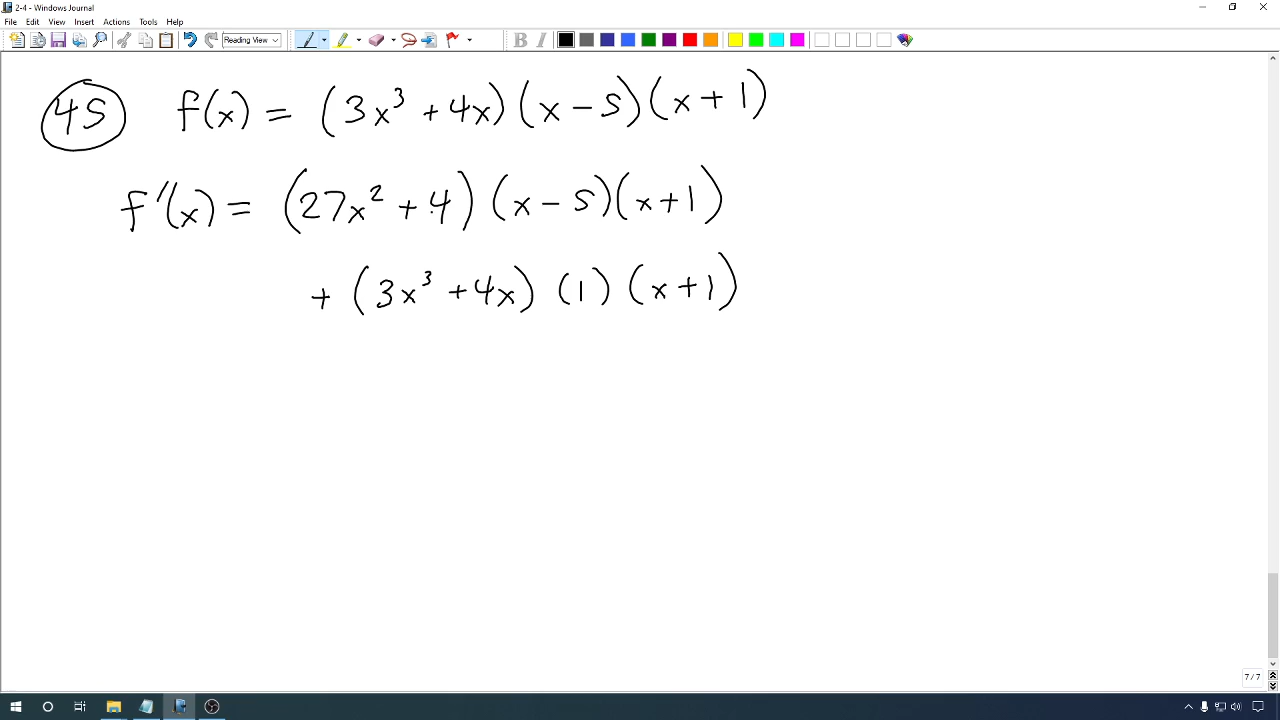 2-4 - Windows Journal
File Edit View Insert Actions Tools Help
Reading View B I
45 f(x) = (3x³ + 4x)(x − 5)(x + 1)
f'(x) = (27x² + 4)(x − 5)(x + 1)
+ (3x³ + 4x)(1)(x + 1)
7 / 7